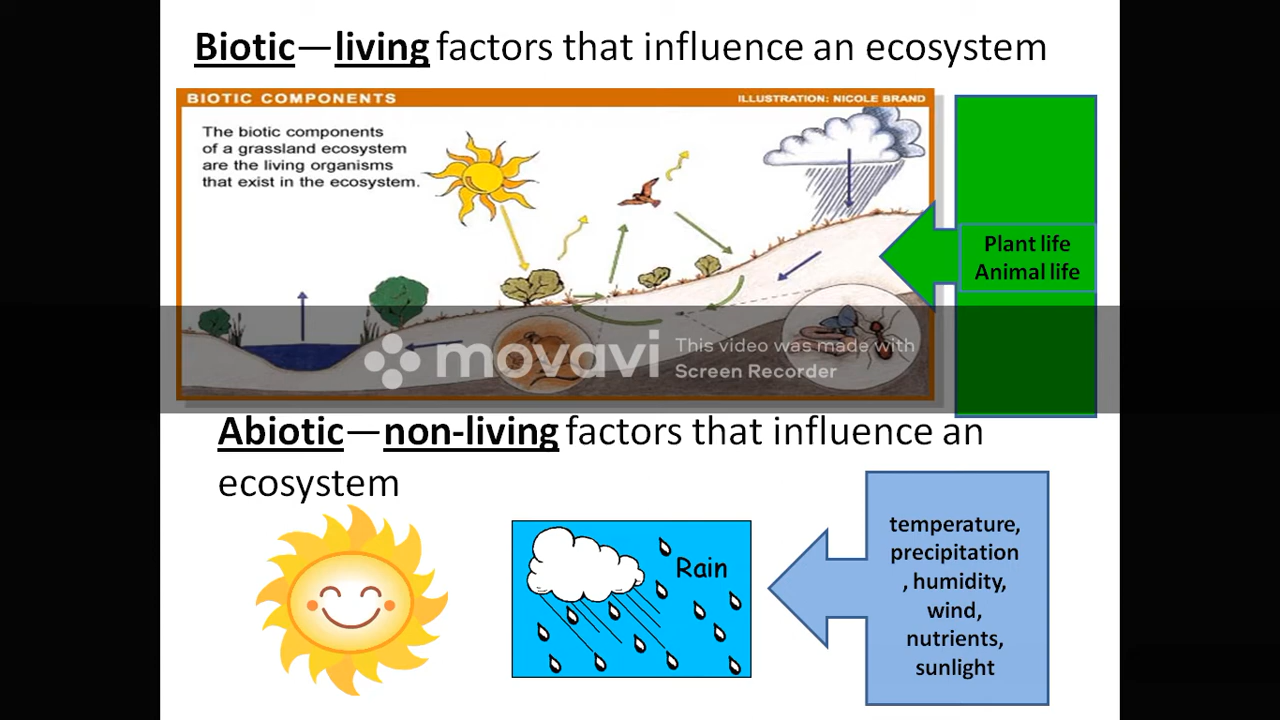 Biotic—living factors that influence an ecosystem
BIOTIC COMPONENTS
ILLUSTRATION: NICOLE BRAND
The biotic components
of a grassland ecosystem
are the living organisms
that exist in the ecosystem.
Plant life
Animal life
movavi
This video was made with
Screen Recorder
Abiotic—non-living factors that influence an
ecosystem
Rain
temperature,
precipitation
, humidity,
wind,
nutrients,
sunlight